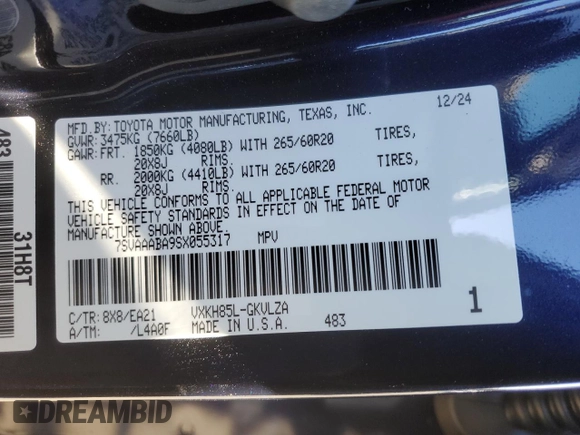 MFD.BY: TOYOTA MOTOR MANUFACTURING, TEXAS, INC. 12/24
GVWR: 3475KG (7660LB)
GAWR: FRT. 1850KG (4080LB) WITH 265/60R20 TIRES,
20X8J RIMS.
RR. 2000KG (4410LB) WITH 265/60R20 TIRES,
20X8J RIMS.
THIS VEHICLE CONFORMS TO ALL APPLICABLE FEDERAL MOTOR
VEHICLE SAFETY STANDARDS IN EFFECT ON THE DATE OF
MANUFACTURE SHOWN ABOVE.
7SVAAABA9SX055317 MPV
C/TR: 8X8/EA21 VXKH85L-GKVLZA
A/TM: /L4A0F MADE IN U.S.A. 483
1
483
31H8T
DREAMBID